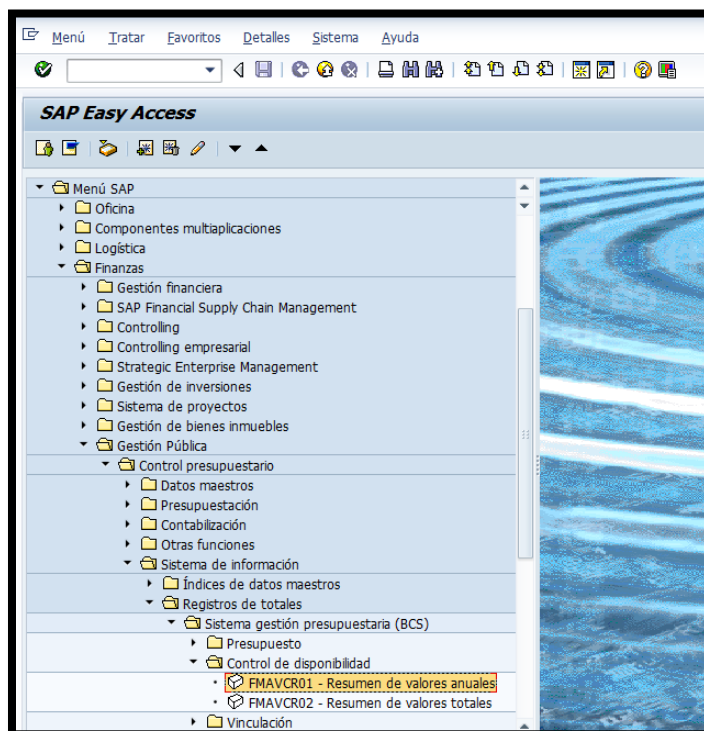 Menú Tratar Favoritos Detalles Sistema Ayuda
SAP Easy Access
Menú SAP
Oficina
Componentes multiaplicaciones
Logística
Finanzas
Gestión financiera
SAP Financial Supply Chain Management
Controlling
Controlling empresarial
Strategic Enterprise Management
Gestión de inversiones
Sistema de proyectos
Gestión de bienes inmuebles
Gestión Pública
Control presupuestario
Datos maestros
Presupuestación
Contabilización
Otras funciones
Sistema de información
Índices de datos maestros
Registros de totales
Sistema gestión presupuestaria (BCS)
Presupuesto
Control de disponibilidad
FMAVCR01 - Resumen de valores anuales
FMAVCR02 - Resumen de valores totales
Vinculación